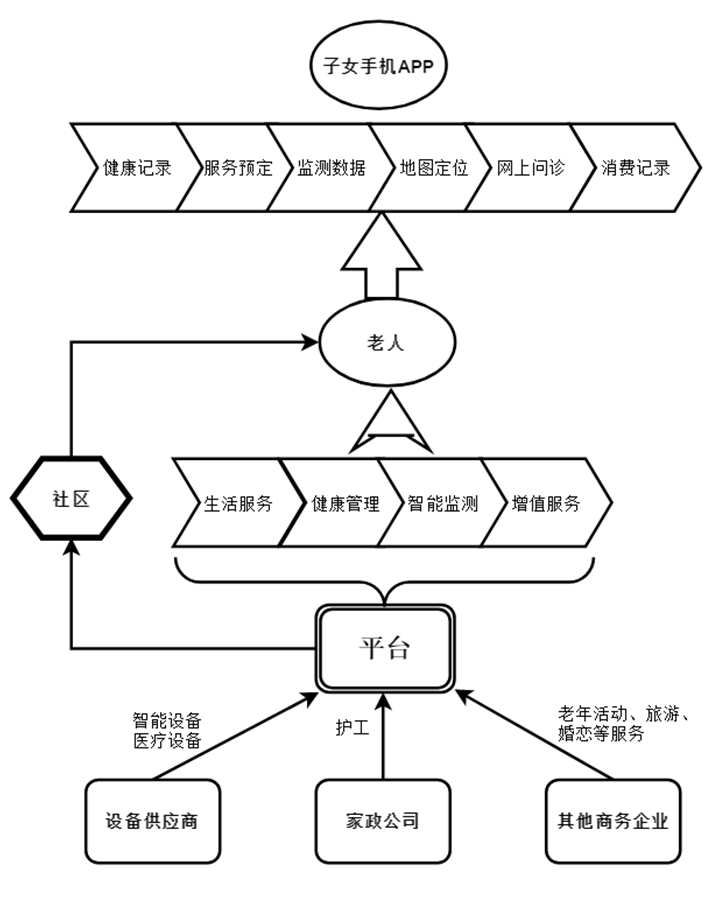 子女手机APP
健康记录
服务预定
监测数据
地图定位
网上问诊
消费记录
老人
社区
生活服务
健康管理
智能监测
增值服务
平台
智能设备
医疗设备
护工
老年活动、旅游、
婚恋等服务
设备供应商
家政公司
其他商务企业